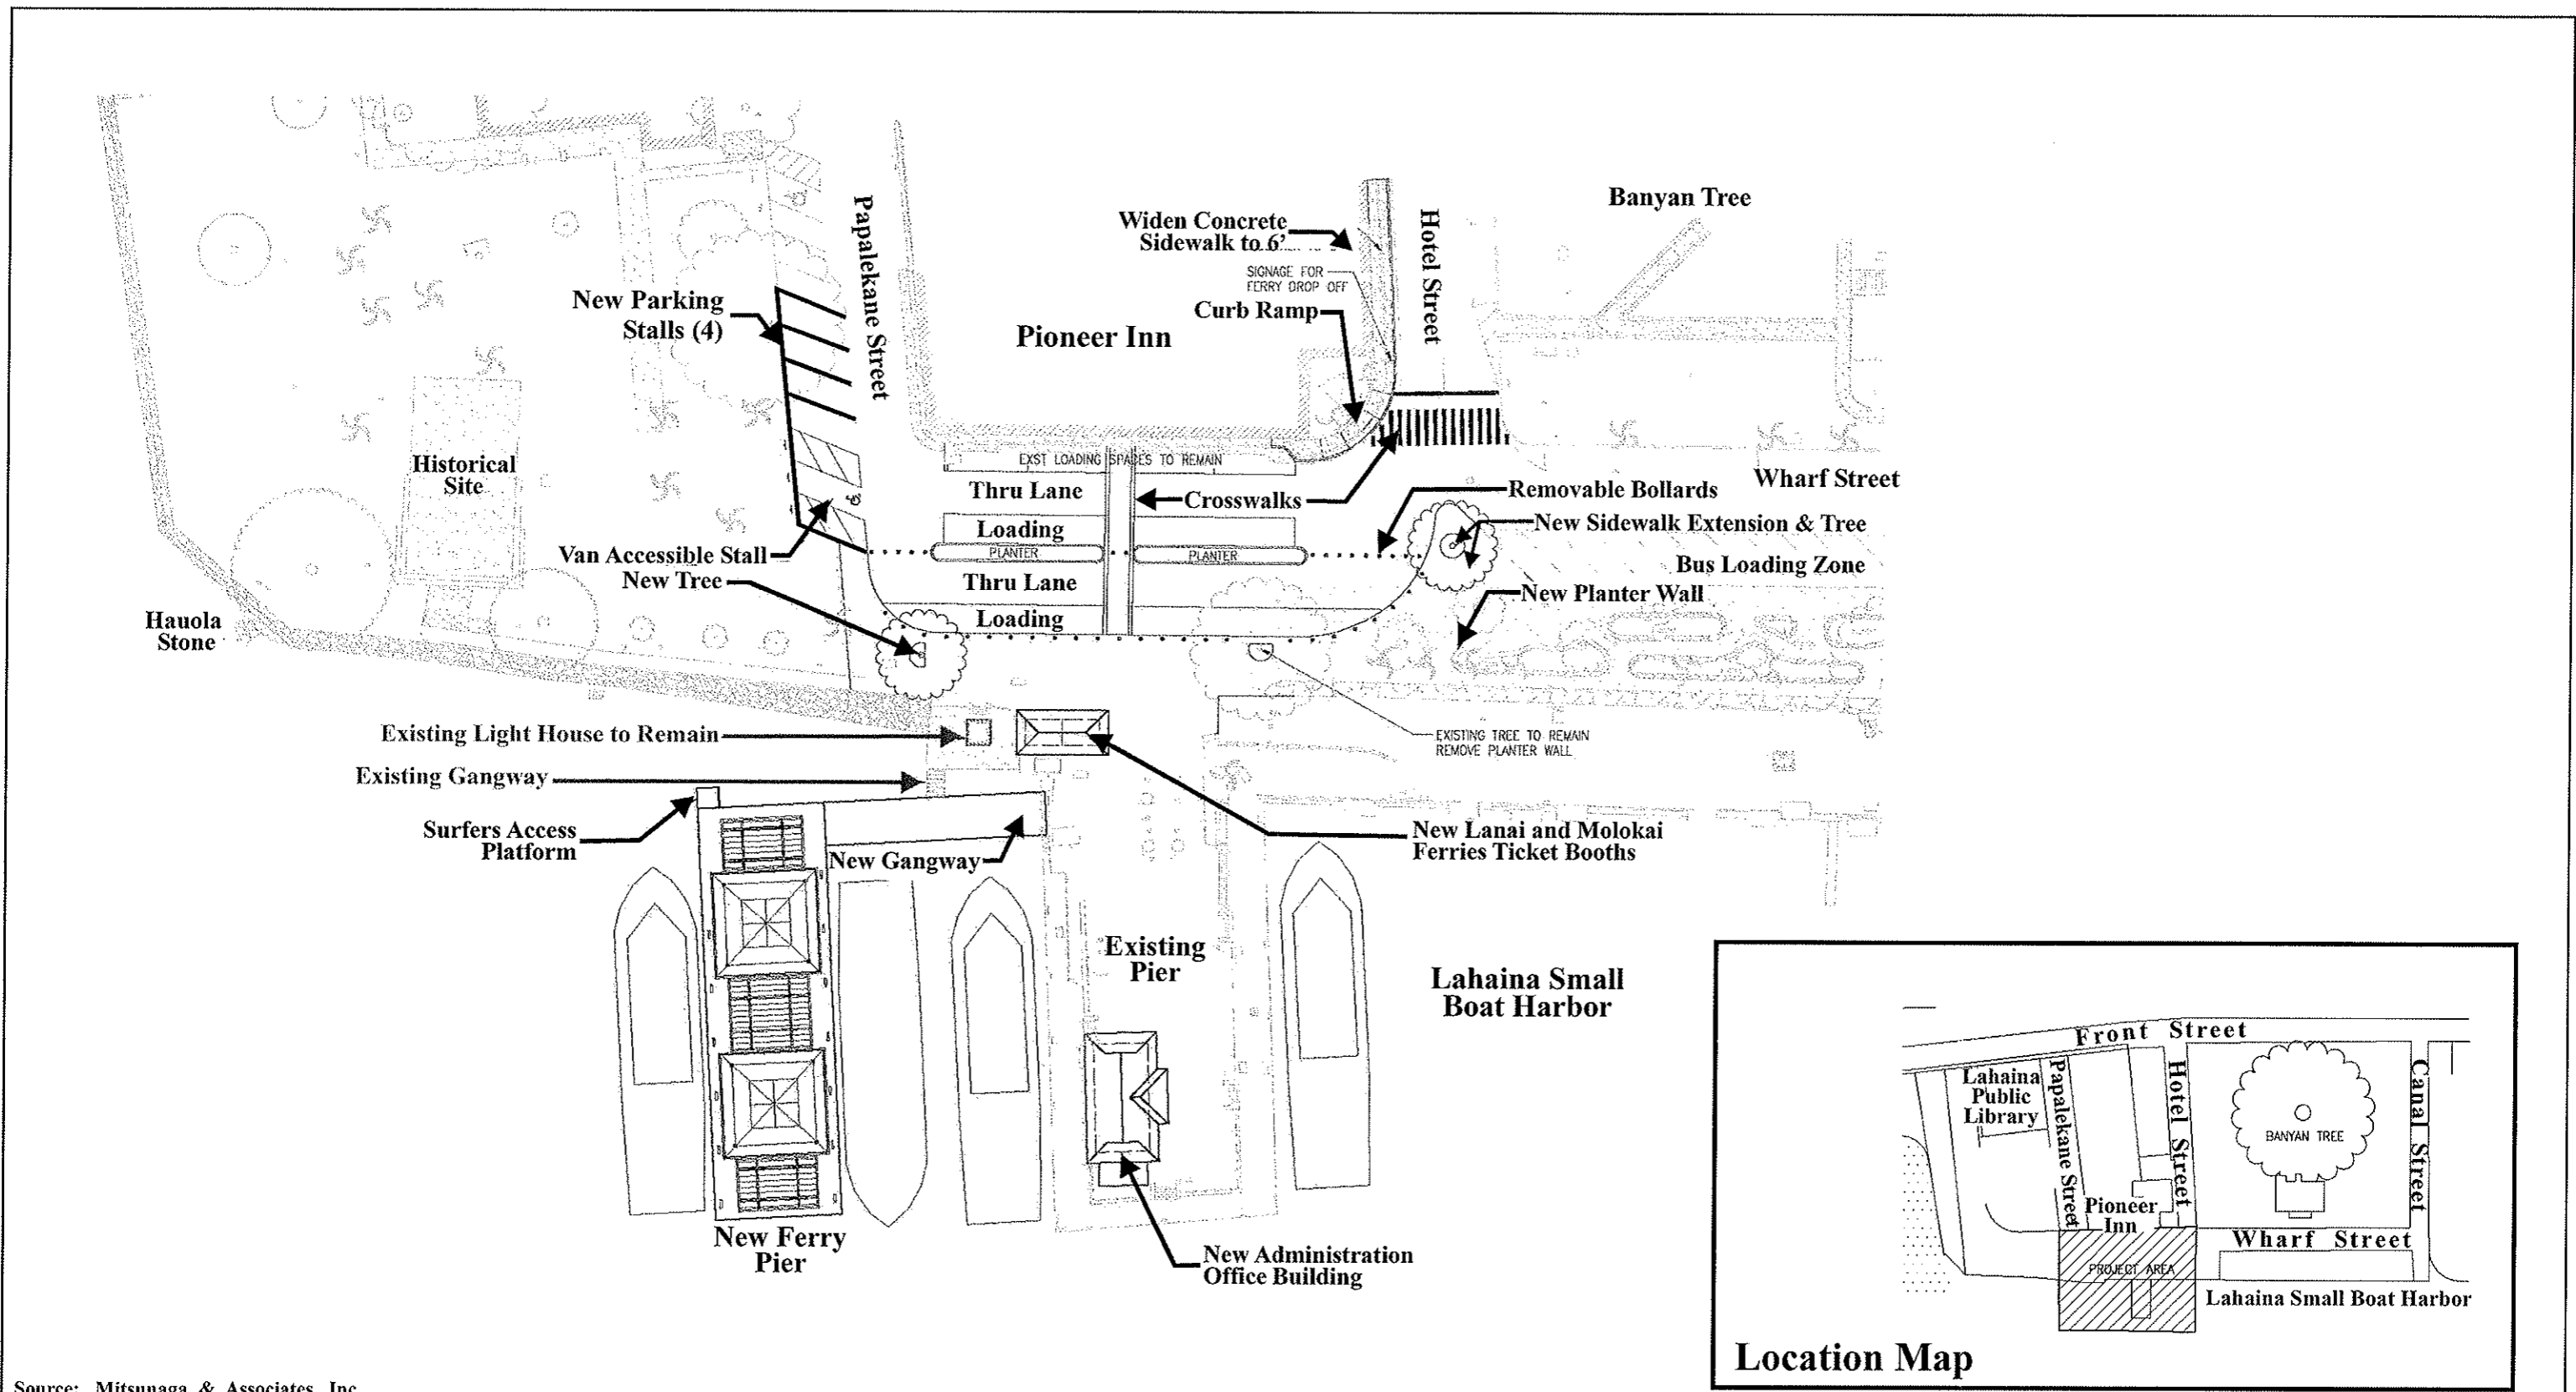 Banyan Tree
Widen Concrete
Sidewalk to 6'
SIGNAGE FOR
FERRY DROP OFF
Curb Ramp
Hotel Street
Papalekane Street
New Parking
Stalls (4)
Pioneer Inn
Historical
Site
EXST LOADING SPACES TO REMAIN
Thru Lane
Crosswalks
Wharf Street
Removable Bollards
Loading
New Sidewalk Extension & Tree
PLANTER
PLANTER
Van Accessible Stall
New Tree
Thru Lane
Bus Loading Zone
New Planter Wall
Loading
Hauola
Stone
Existing Light House to Remain
EXISTING TREE TO REMAIN
REMOVE PLANTER WALL
Existing Gangway
Surfers Access
Platform
New Gangway
New Lanai and Molokai
Ferries Ticket Booths
Existing
Pier
Lahaina Small
Boat Harbor
New Ferry
Pier
New Administration
Office Building
Front Street
Lahaina
Public
Library
Papalekane Street
Hotel Street
BANYAN TREE
Canal Street
Pioneer
Inn
Wharf Street
PROJECT AREA
Lahaina Small Boat Harbor
Location Map
Source: Mitsunaga & Associates, Inc.